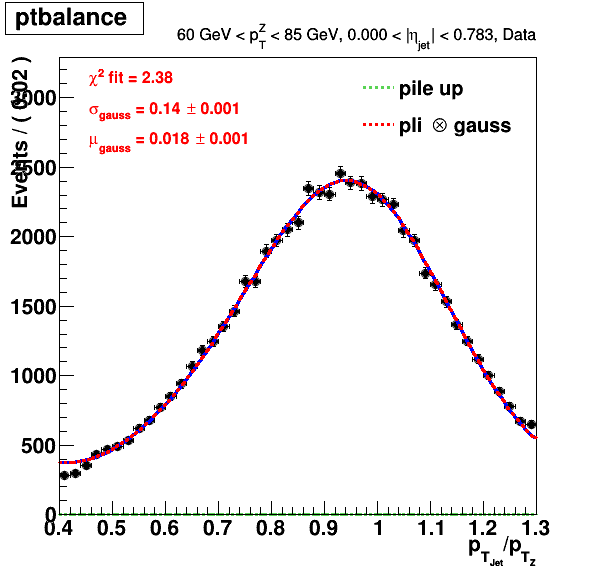 ptbalance
60 GeV < p_T^Z < 85 GeV, 0.000 < |η_jet| < 0.783, Data
χ² fit = 2.38
σ_gauss = 0.14 ± 0.001
μ_gauss = 0.018 ± 0.001
pile up
pli ⊗ gauss
Events / ( 0.02 )
3000
2500
2000
1500
1000
500
0
0.4 0.5 0.6 0.7 0.8 0.9 1 1.1 1.2 1.3
p_T_Jet/p_T_Z